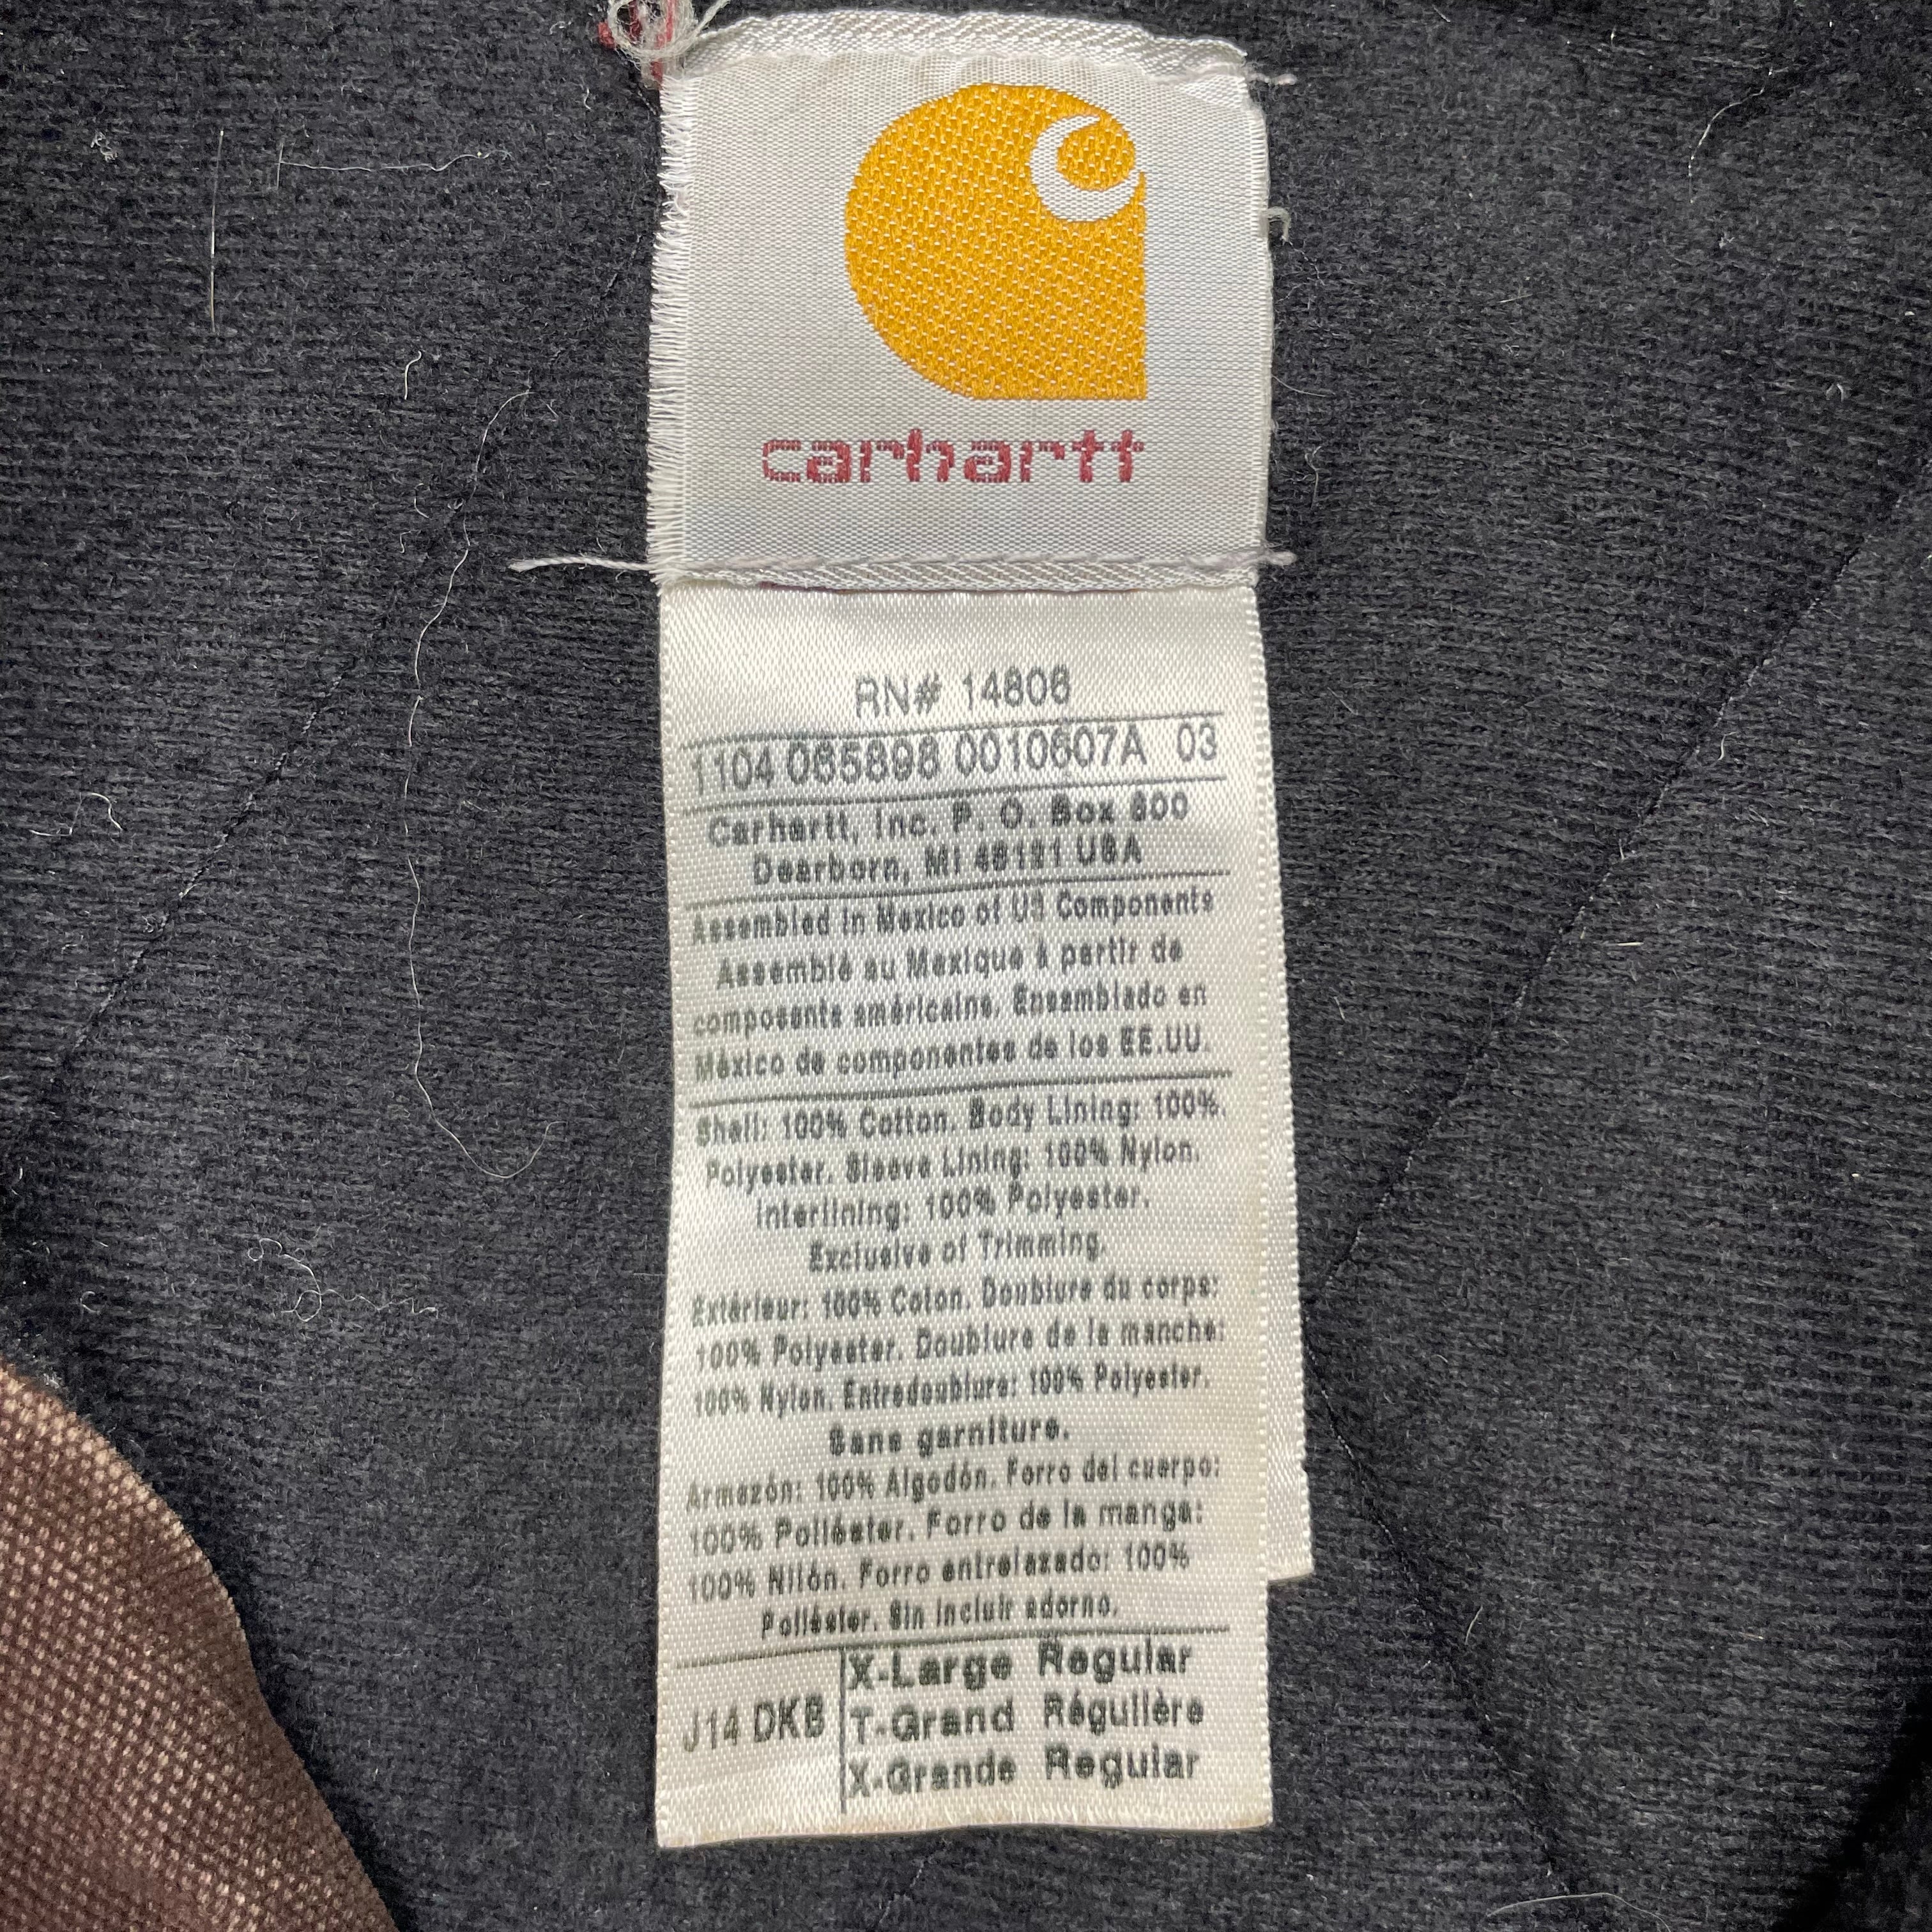 carhartt
RN# 14806
1104 065898 0010607A 03
Carhartt, Inc. P. O. Box 600
Dearborn, MI 48121 USA
Assembled in Mexico of US Components
Assemblé au Mexique à partir de
composants américains. Ensamblado en
México de componentes de los EE.UU.
Shell: 100% Cotton. Body Lining: 100%
Polyester. Sleeve Lining: 100% Nylon.
Interlining: 100% Polyester.
Exclusive of Trimming.
Extérieur: 100% Coton. Doublure du corps:
100% Polyester. Doublure de la manche:
100% Nylon. Entredoublure: 100% Polyester.
Sans garniture.
Armazón: 100% Algodón. Forro del cuerpo:
100% Poliéster. Forro de la manga:
100% Nilón. Forro entrelazado: 100%
Poliéster. Sin incluir adorno.
J14 DKB
X-Large Regular
T-Grand Régulière
X-Grande Regular